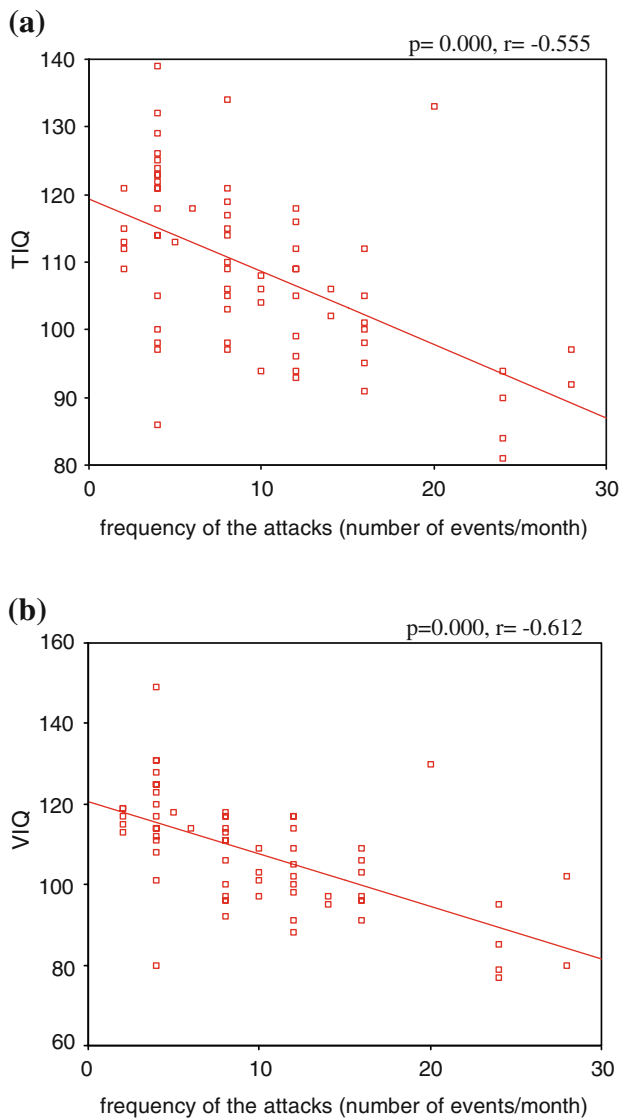 (a)
p= 0.000, r= -0.555
140
130
120
110
100
90
80
TIQ
0 10 20 30
frequency of the attacks (number of events/month)
(b)
p=0.000, r= -0.612
160
140
120
100
80
60
VIQ
0 10 20 30
frequency of the attacks (number of events/month)